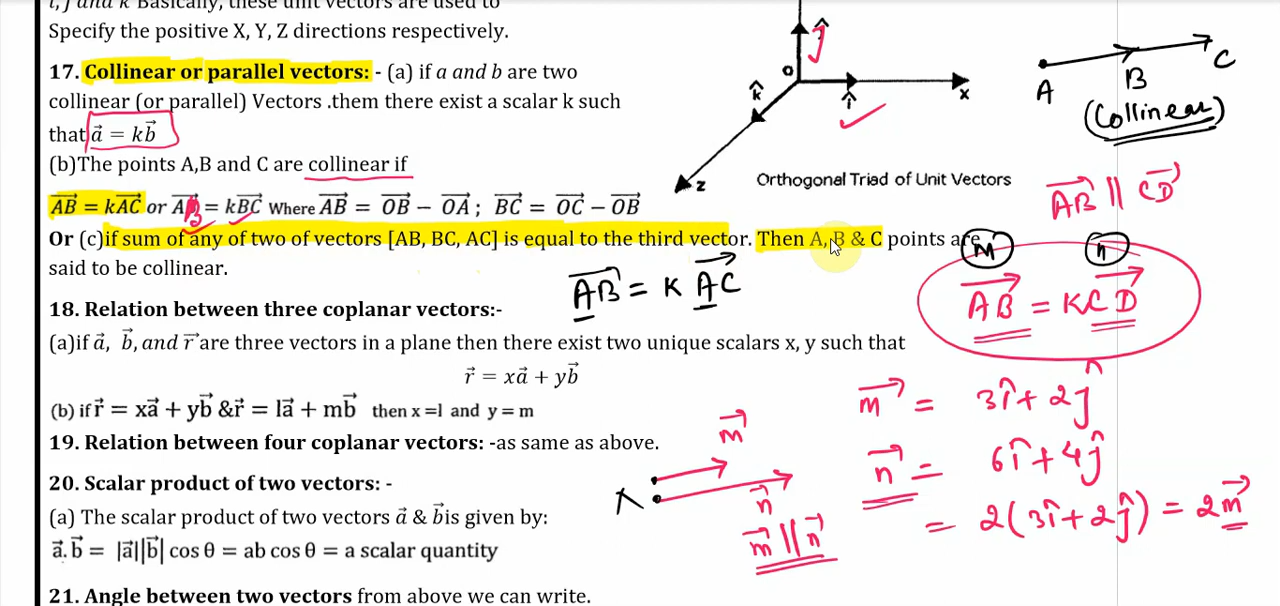 i, j and k Basically, these unit vectors are used to
Specify the positive X, Y, Z directions respectively.
17. Collinear or parallel vectors: - (a) if a and b are two
collinear (or parallel) Vectors .them there exist a scalar k such
that a⃗ = kb⃗
(b)The points A,B and C are collinear if
AB⃗ = kAC⃗ or AB⃗ = kBC⃗ Where AB⃗ = OB⃗ − OA⃗ ; BC⃗ = OC⃗ − OB⃗
Or (c)if sum of any of two of vectors [AB, BC, AC] is equal to the third vector. Then A, B & C points are
said to be collinear.
AB⃗ = K AC⃗
18. Relation between three coplanar vectors:-
(a)if a⃗, b⃗, and r⃗ are three vectors in a plane then there exist two unique scalars x, y such that
r⃗ = xa⃗ + yb⃗
(b) if r⃗ = xa⃗ + yb⃗ & r⃗ = la⃗ + mb⃗ then x =l and y = m
19. Relation between four coplanar vectors: -as same as above.
20. Scalar product of two vectors: -
(a) The scalar product of two vectors a⃗ & b⃗ is given by:
a⃗. b⃗ = |a⃗||b⃗| cos θ = ab cos θ = a scalar quantity
21. Angle between two vectors from above we can write.
ĵ
O
k̂
î
x
z
Orthogonal Triad of Unit Vectors
A B C
(Collinear)
AB⃗ || CD⃗
M n
AB⃗ = KCD⃗
m⃗ = 3î + 2ĵ
n⃗ = 6î + 4ĵ
= 2(3î + 2ĵ) = 2m⃗
m⃗
n⃗
m⃗ || n⃗